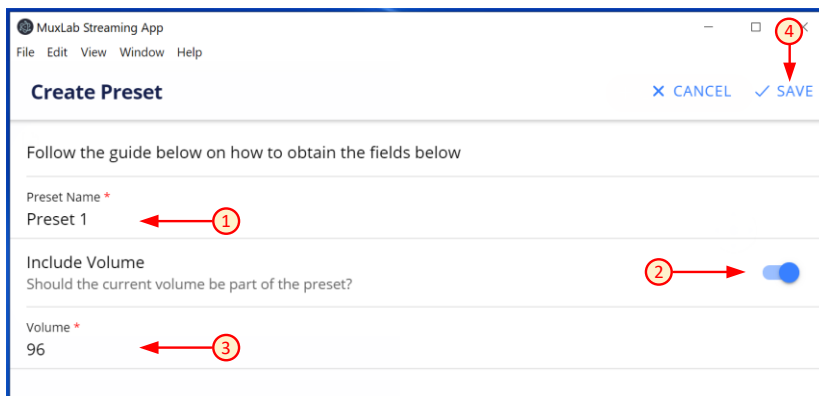 MuxLab Streaming App
File Edit View Window Help
4
Create Preset
CANCEL SAVE
Follow the guide below on how to obtain the fields below
Preset Name *
Preset 1
1
Include Volume
Should the current volume be part of the preset?
2
Volume *
96
3